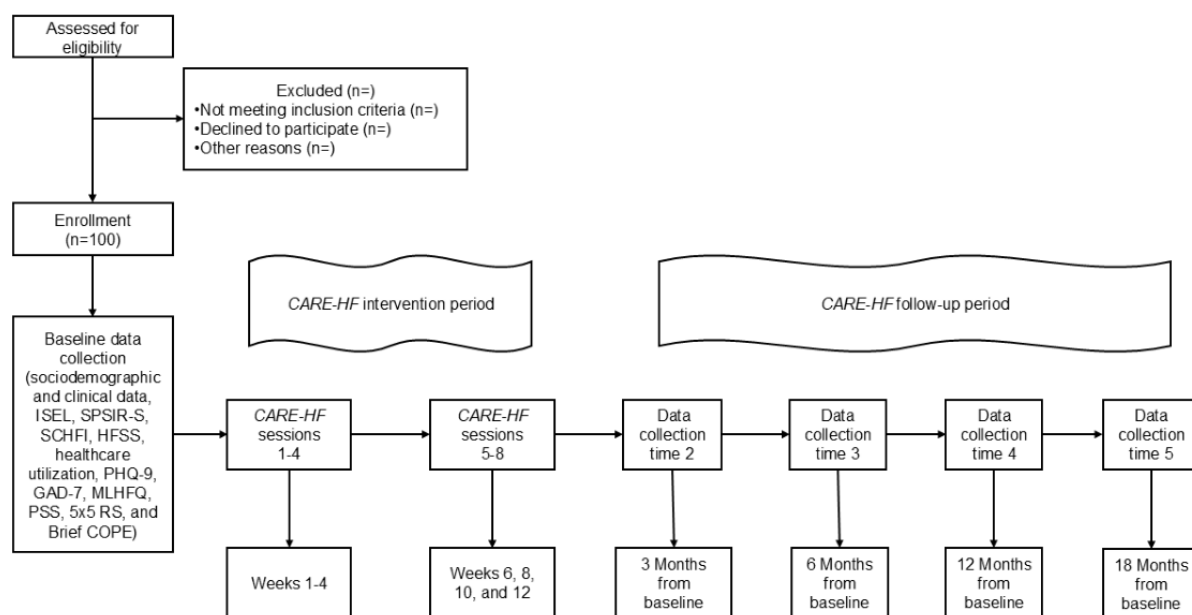 Assessed for
eligibility
Excluded (n=)
•Not meeting inclusion criteria (n=)
•Declined to participate (n=)
•Other reasons (n=)
Enrollment
(n=100)
CARE-HF intervention period
CARE-HF follow-up period
Baseline data
collection
(sociodemographic
and clinical data,
ISEL, SPSIR-S,
SCHFI, HFSS,
healthcare
utilization, PHQ-9,
GAD-7, MLHFQ,
PSS, 5x5 RS, and
Brief COPE)
CARE-HF
sessions
1-4
CARE-HF
sessions
5-8
Data
collection
time 2
Data
collection
time 3
Data
collection
time 4
Data
collection
time 5
Weeks 1-4
Weeks 6, 8,
10, and 12
3 Months
from
baseline
6 Months
from
baseline
12 Months
from
baseline
18 Months
from
baseline